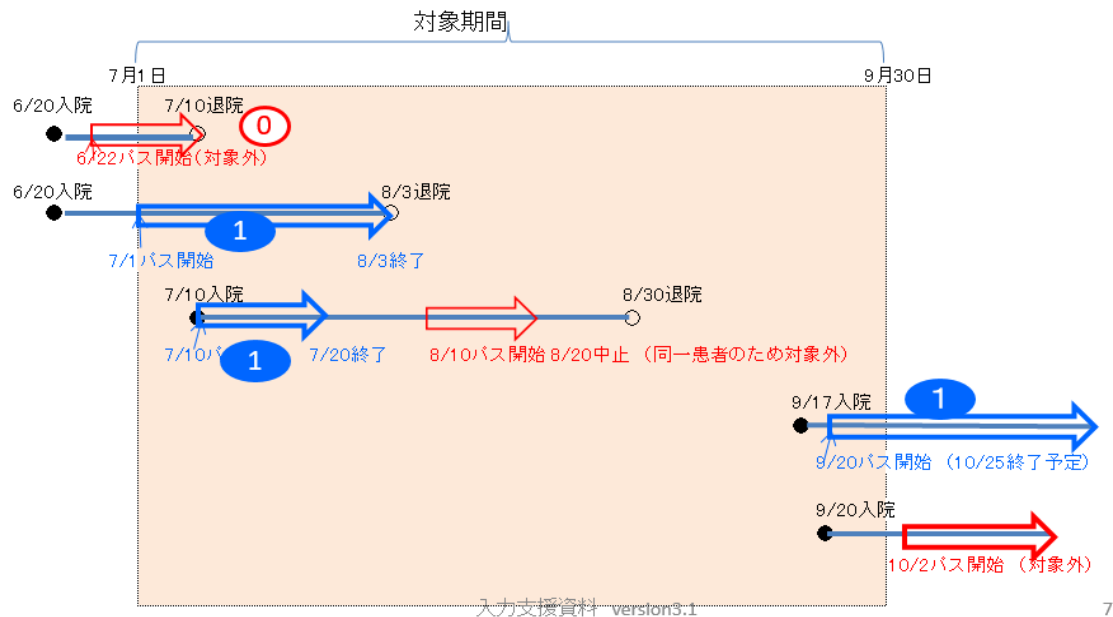 対象期間
7月1日
9月30日
6/20入院
7/10退院
0
6/22パス開始(対象外)
6/20入院
8/3退院
1
7/1パス開始
8/3終了
7/10入院
8/30退院
7/10パ
1
7/20終了
8/10パス開始 8/20中止 (同一患者のため対象外)
9/17入院
1
9/20パス開始 (10/25終了予定)
9/20入院
10/2パス開始 (対象外)
入力支援資料 version3.1
7